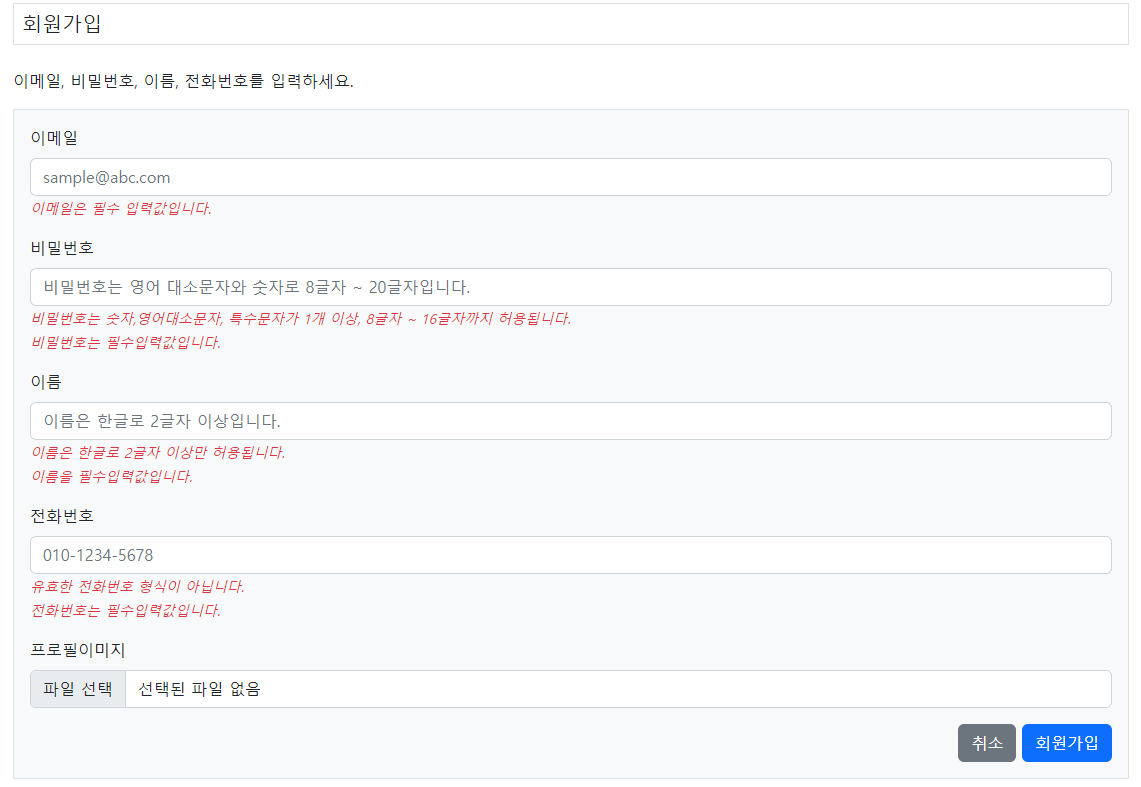 회원가입
이메일, 비밀번호, 이름, 전화번호를 입력하세요.
이메일
sample@abc.com
이메일은 필수 입력값입니다.
비밀번호
비밀번호는 영어 대소문자와 숫자로 8글자 ~ 20글자입니다.
비밀번호는 숫자,영어대소문자, 특수문자가 1개 이상, 8글자 ~ 16글자까지 허용됩니다.
비밀번호는 필수입력값입니다.
이름
이름은 한글로 2글자 이상입니다.
이름은 한글로 2글자 이상만 허용됩니다.
이름을 필수입력값입니다.
전화번호
010-1234-5678
유효한 전화번호 형식이 아닙니다.
전화번호는 필수입력값입니다.
프로필이미지
파일 선택 선택된 파일 없음
취소 회원가입